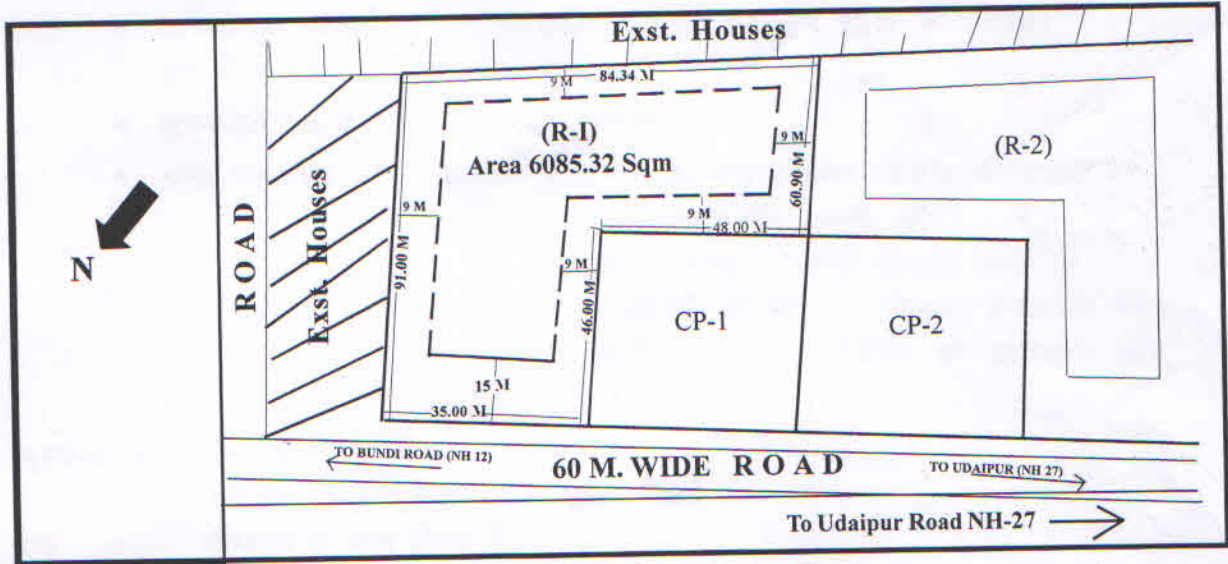 Exst. Houses
84.34 M
9 M
(R-I)
Area 6085.32 Sqm
9 M
60.90 M
(R-2)
N
ROAD
Exst. Houses
9 M
91.00 M
9 M
48.00 M
9 M
46.00 M
CP-1
CP-2
15 M
35.00 M
TO BUNDI ROAD (NH 12)
60 M. WIDE ROAD
TO UDAIPUR (NH 27)
To Udaipur Road NH-27